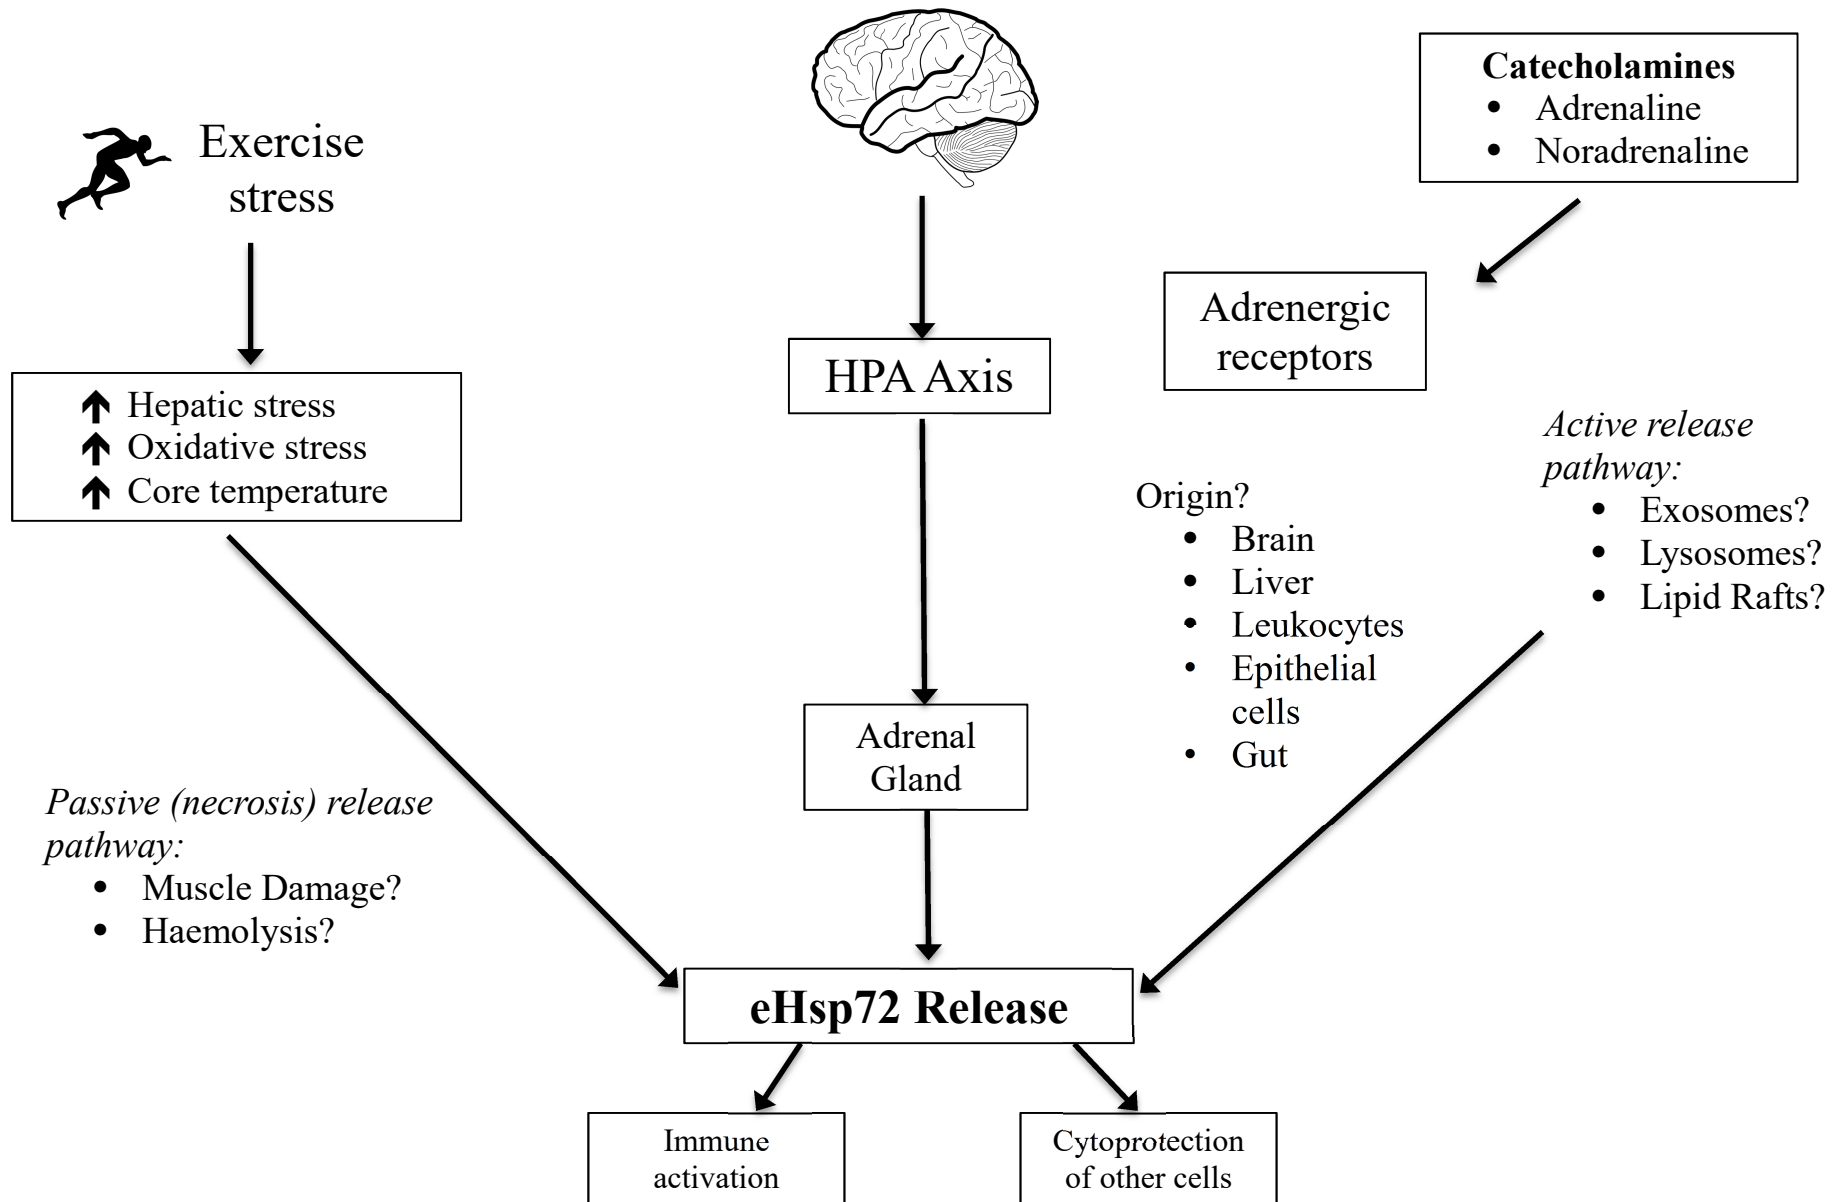 Exercise
stress
Hepatic stress
Oxidative stress
Core temperature
Passive (necrosis) release
pathway:
• Muscle Damage?
• Haemolysis?
HPA Axis
Adrenal
Gland
Catecholamines
• Adrenaline
• Noradrenaline
Adrenergic
receptors
Origin?
• Brain
• Liver
• Leukocytes
• Epithelial
cells
• Gut
Active release
pathway:
• Exosomes?
• Lysosomes?
• Lipid Rafts?
eHsp72 Release
Immune
activation
Cytoprotection
of other cells